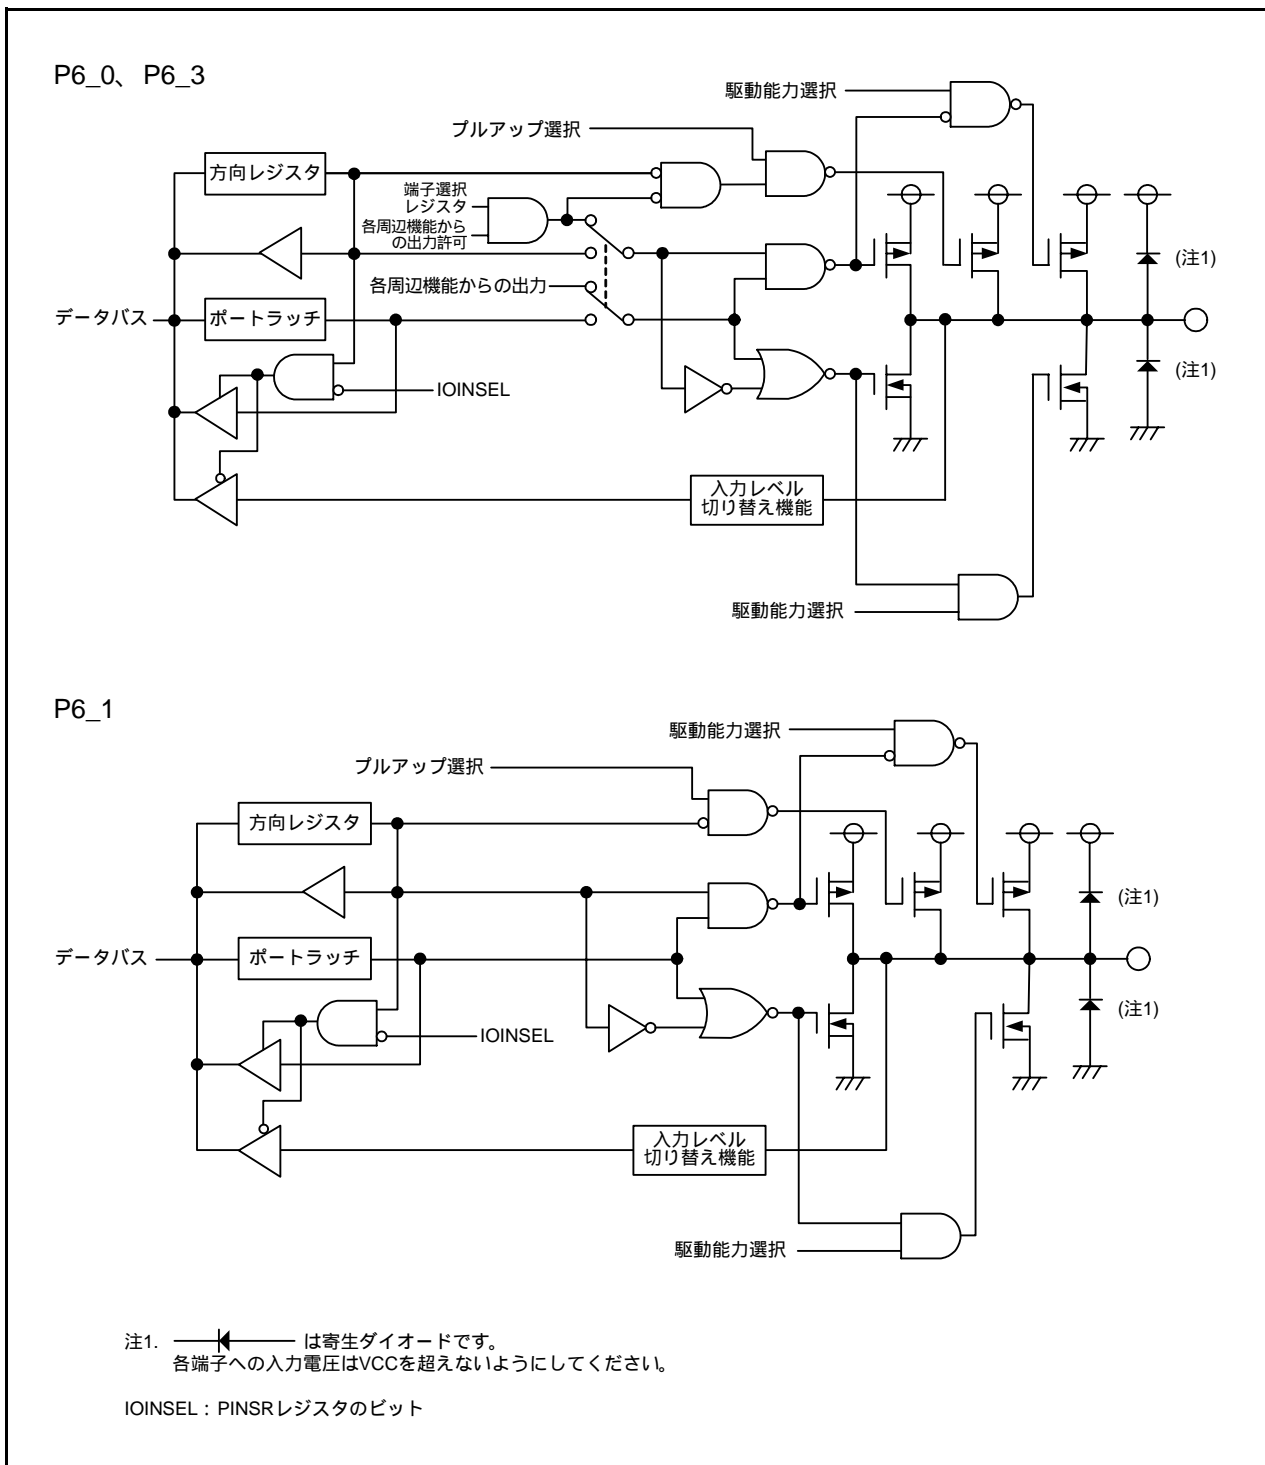 P6_0、P6_3
駆動能力選択
プルアップ選択
方向レジスタ
端子選択
レジスタ
各周辺機能から
の出力許可
各周辺機能からの出力
(注1)
データバス
ポートラッチ
IOINSEL
(注1)
入力レベル
切り替え機能
駆動能力選択
P6_1
駆動能力選択
プルアップ選択
方向レジスタ
(注1)
データバス
ポートラッチ
IOINSEL
(注1)
入力レベル
切り替え機能
駆動能力選択
注1. は寄生ダイオードです。
各端子への入力電圧はVCCを超えないようにしてください。
IOINSEL：PINSRレジスタのビット